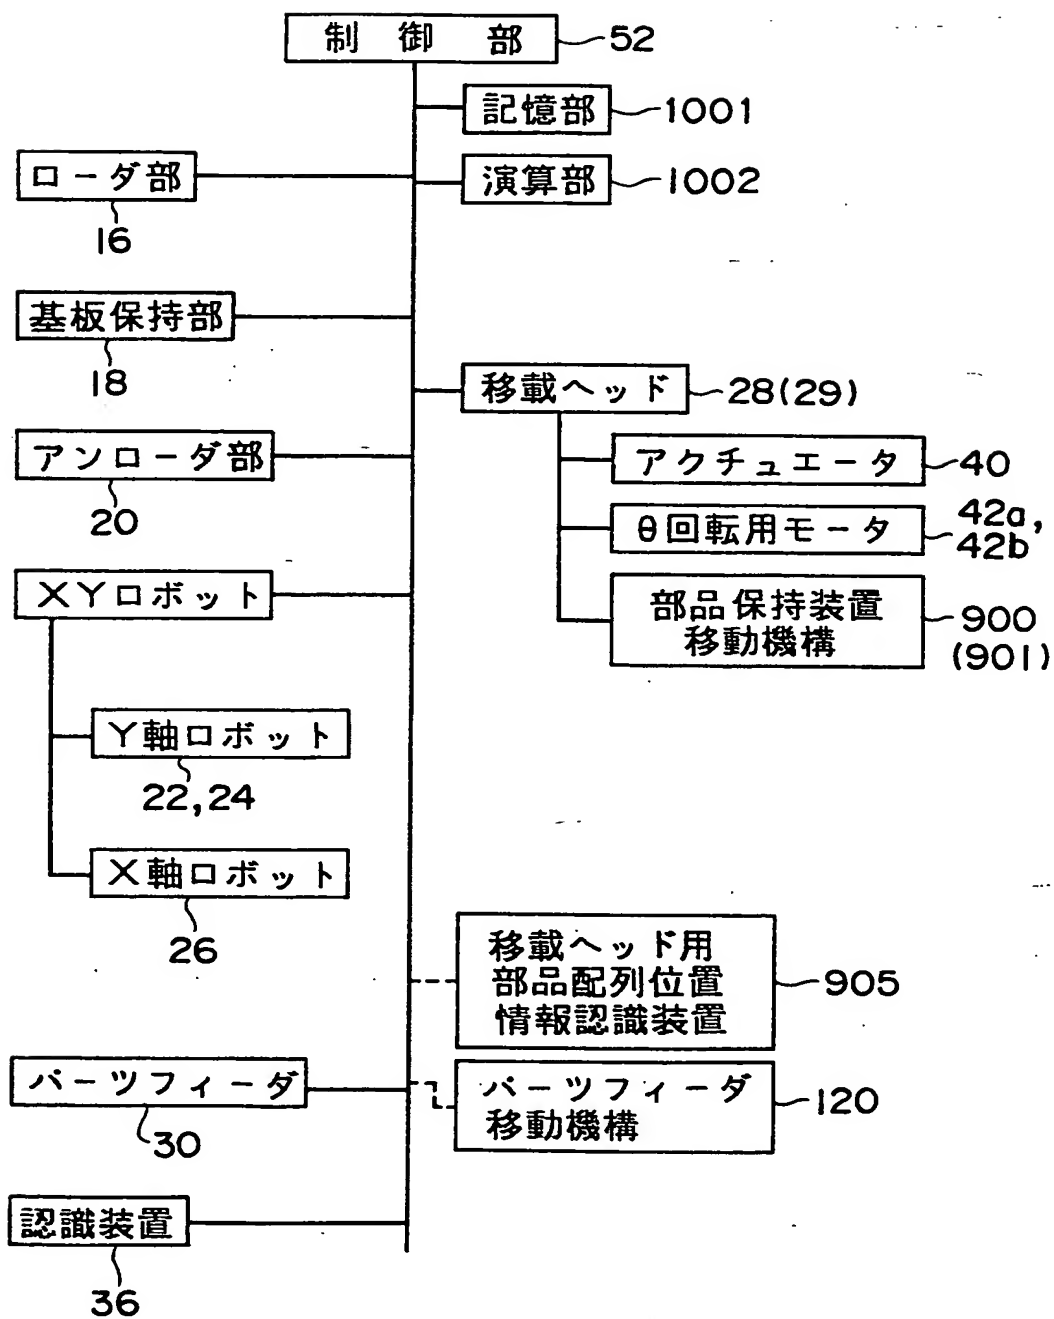 制御部
52
記憶部
1001
ローダ部
16
演算部
1002
基板保持部
18
移載ヘッド
28(29)
アンローダ部
20
アクチュエータ
40
θ回転用モータ
42a,
42b
XYロボット
部品保持装置
移動機構
900
(901)
Y軸ロボット
22,24
X軸ロボット
26
移載ヘッド用
部品配列位置
情報認識装置
905
パーツフィーダ
30
パーツフィーダ
移動機構
120
認識装置
36